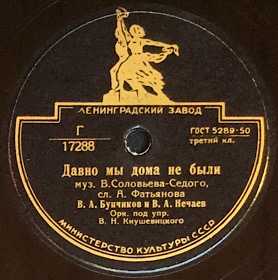 ЛЕНИНГРАДСКИЙ ЗАВОД
Г
17288
ГОСТ 5289-50
третий кл.
Давно мы дома не были
муз. В.Соловьева-Седого,
сл. А. Фатьянова
В. А. Бунчиков и В. А. Нечаев
Орк. под упр.
В. Н. Кнушевицкого
МИНИСТЕРСТВО КУЛЬТУРЫ СССР